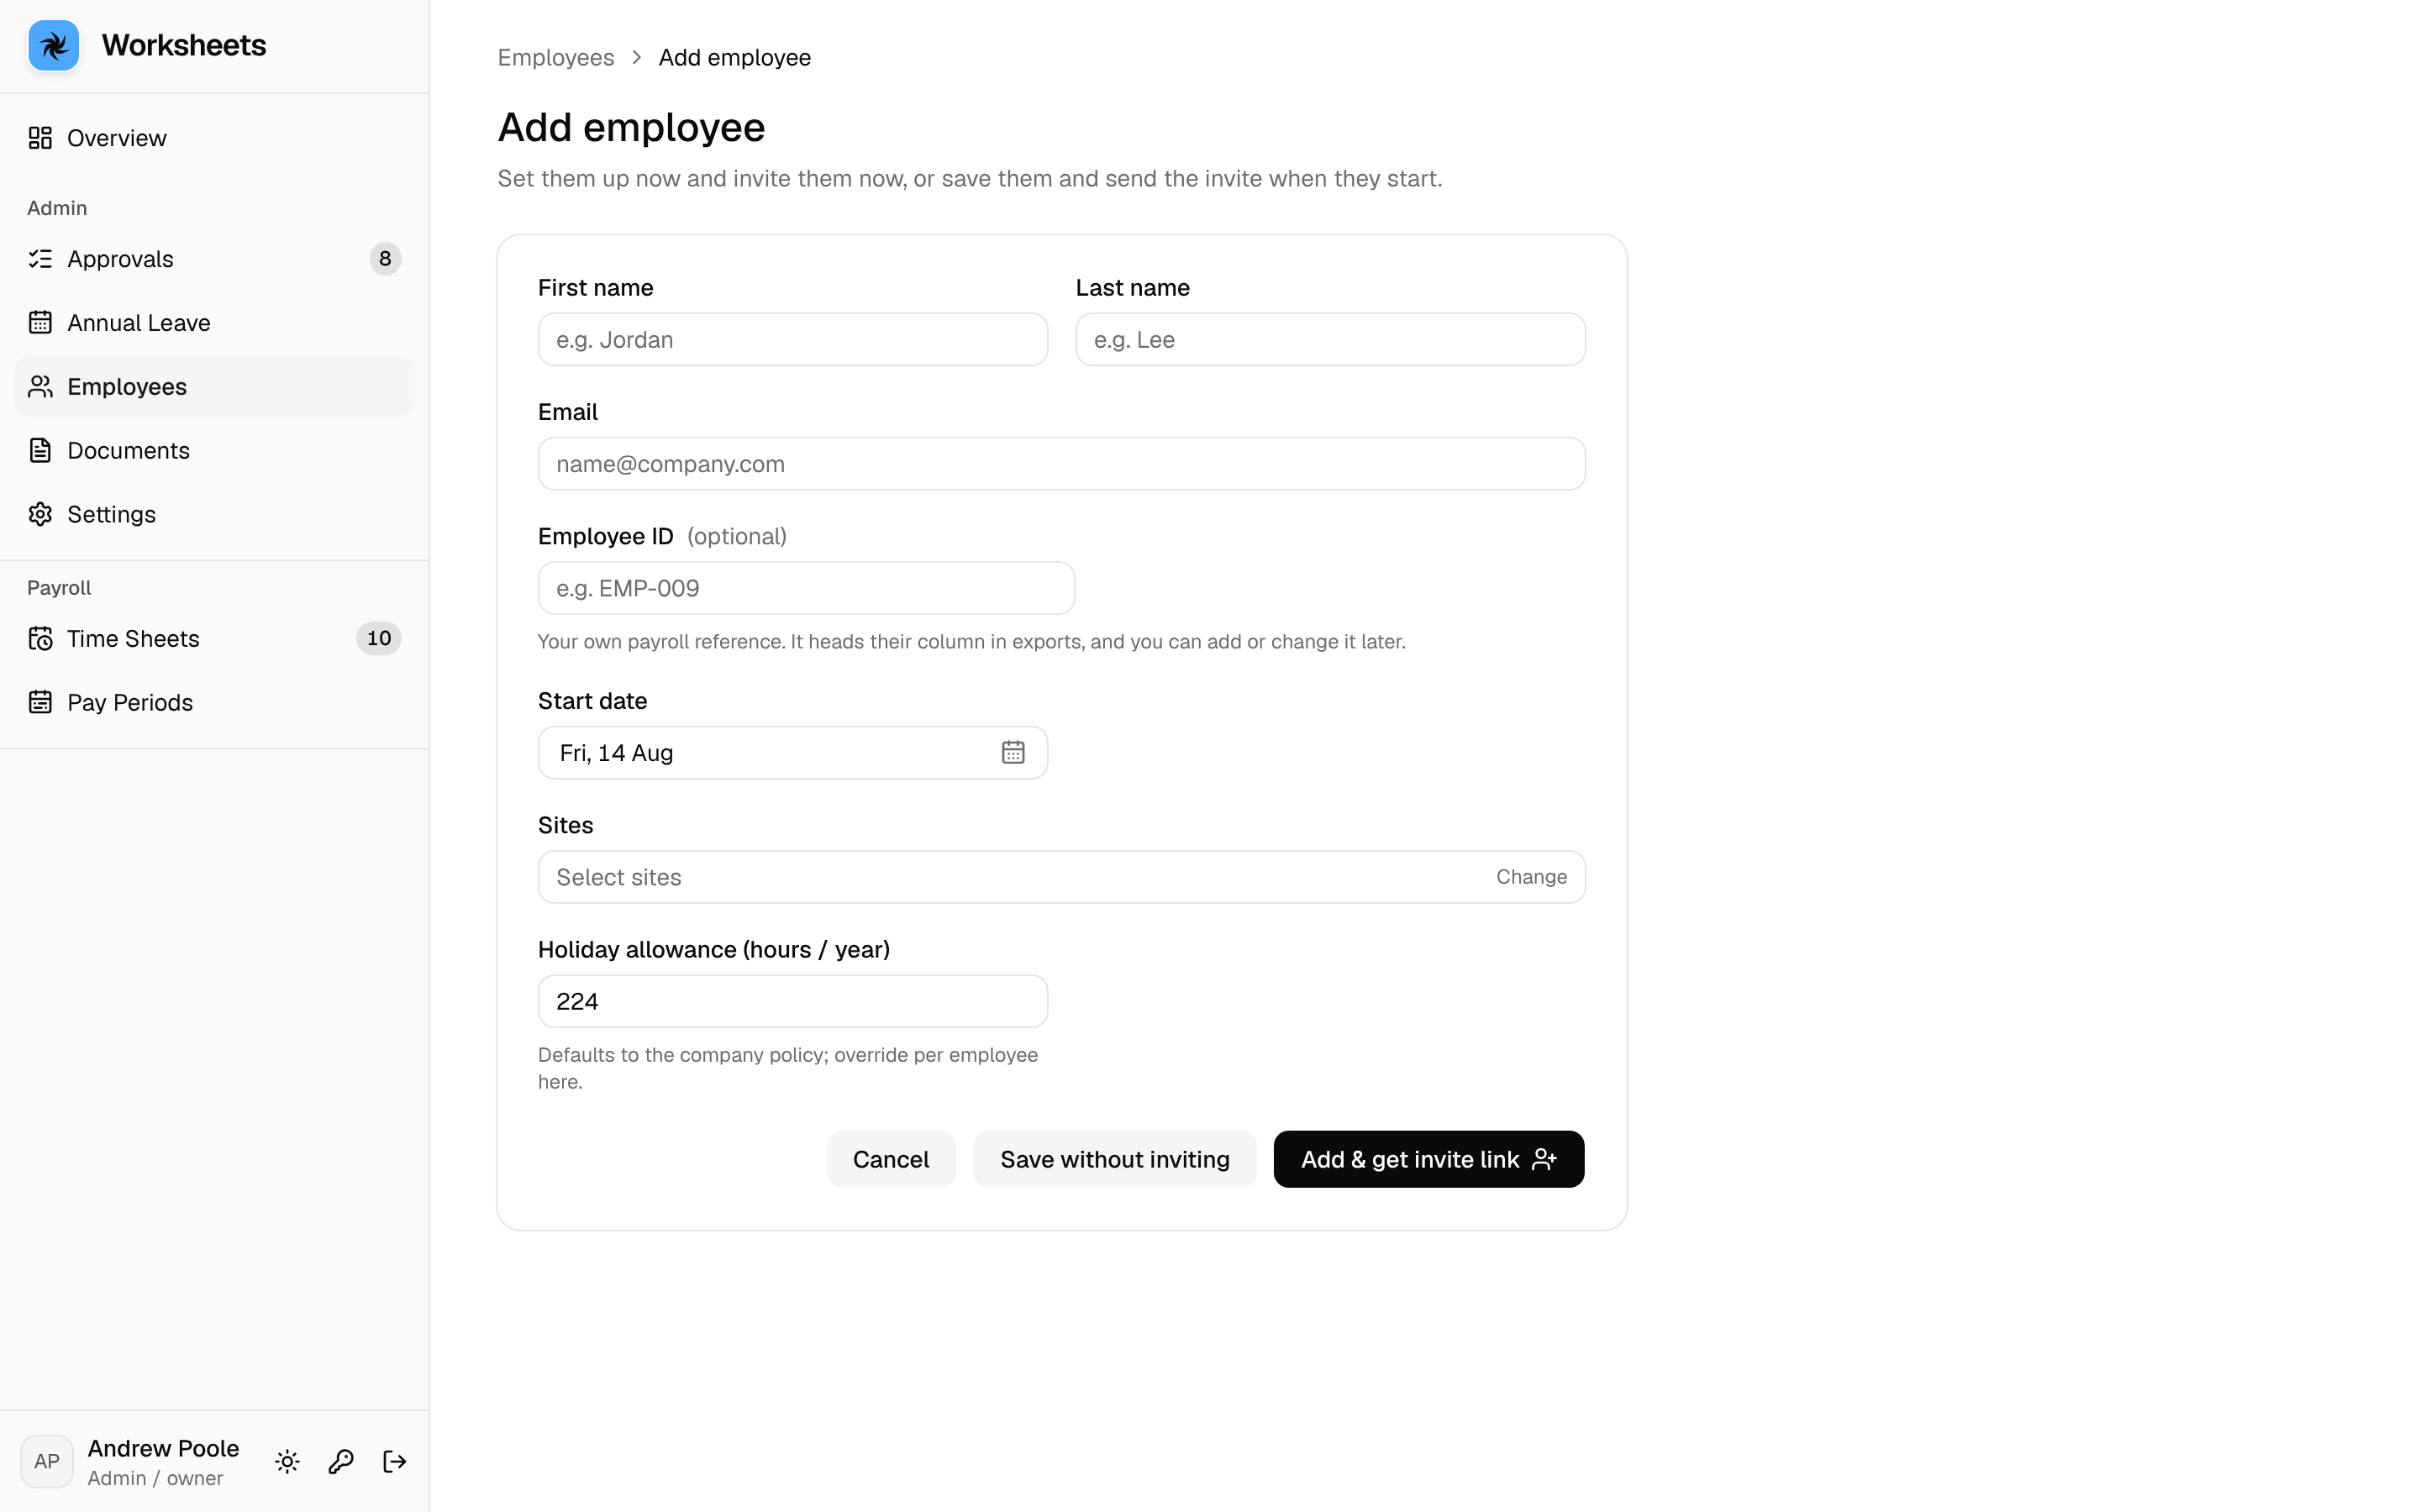 Worksheets
Overview
Admin
Approvals
8
Annual Leave
Employees
Documents
Settings
Payroll
Time Sheets
10
Pay Periods
AP
Andrew Poole
Admin / owner
Employees > Add employee
Add employee
Set them up now and invite them now, or save them and send the invite when they start.
First name
e.g. Jordan
Last name
e.g. Lee
Email
name@company.com
Employee ID (optional)
e.g. EMP-009
Your own payroll reference. It heads their column in exports, and you can add or change it later.
Start date
Fri, 14 Aug
Sites
Select sites
Change
Holiday allowance (hours / year)
224
Defaults to the company policy; override per employee
here.
Cancel
Save without inviting
Add & get invite link